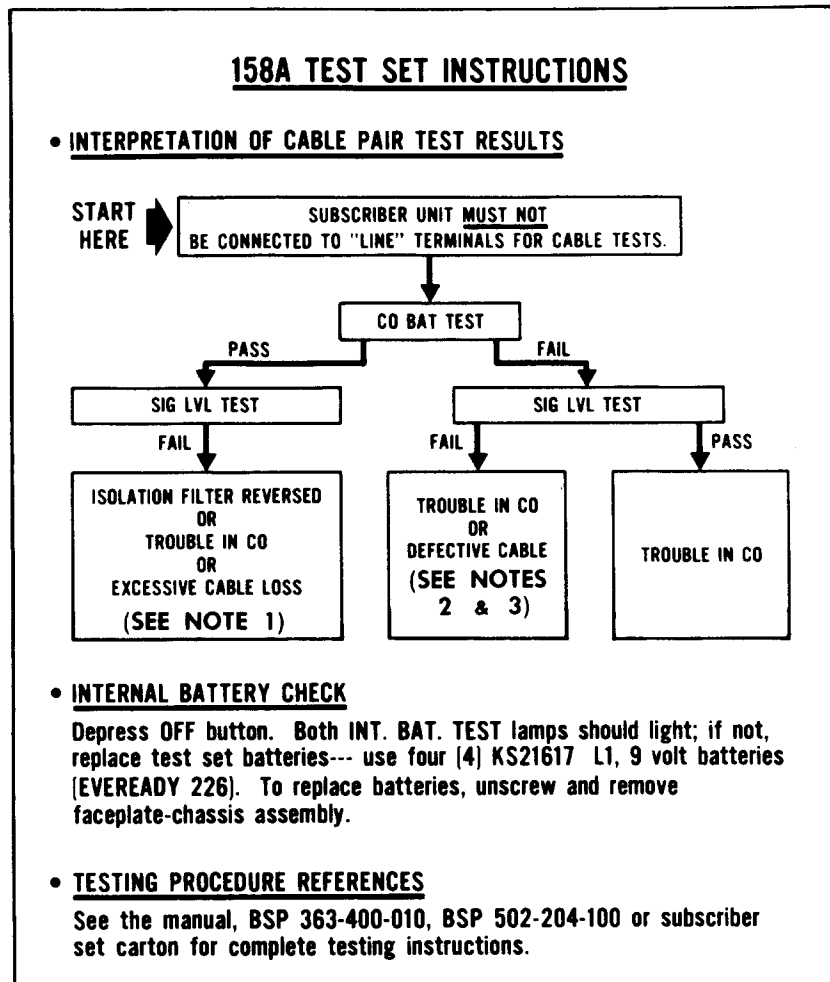 158A TEST SET INSTRUCTIONS
• INTERPRETATION OF CABLE PAIR TEST RESULTS
START
HERE
SUBSCRIBER UNIT MUST NOT
BE CONNECTED TO "LINE" TERMINALS FOR CABLE TESTS.
CO BAT TEST
PASS
FAIL
SIG LVL TEST
SIG LVL TEST
FAIL
FAIL
PASS
ISOLATION FILTER REVERSED
OR
TROUBLE IN CO
OR
EXCESSIVE CABLE LOSS
(SEE NOTE 1)
TROUBLE IN CO
OR
DEFECTIVE CABLE
(SEE NOTES
2 & 3)
TROUBLE IN CO
• INTERNAL BATTERY CHECK
Depress OFF button. Both INT. BAT. TEST lamps should light; if not,
replace test set batteries--- use four (4) KS21617 L1, 9 volt batteries
(EVEREADY 226). To replace batteries, unscrew and remove
faceplate-chassis assembly.
• TESTING PROCEDURE REFERENCES
See the manual, BSP 363-400-010, BSP 502-204-100 or subscriber
set carton for complete testing instructions.